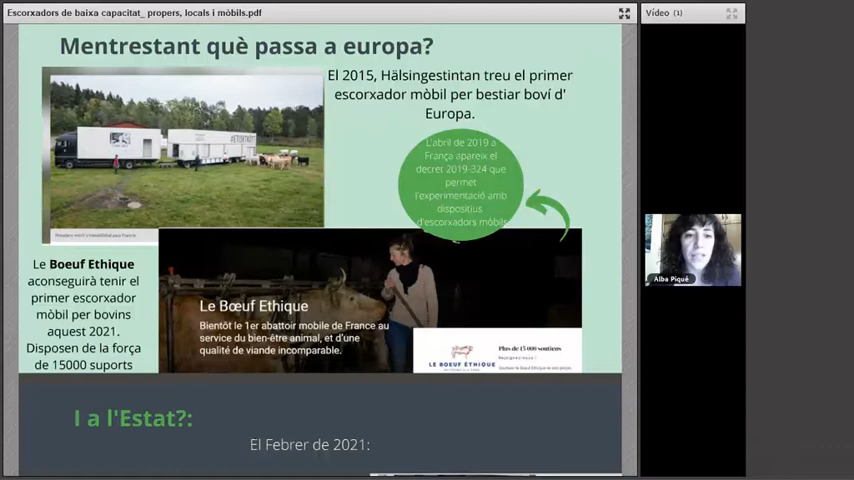 Escorxadors de baixa capacitat_ propers, locals i mòbils.pdf
Vídeo (1)
Mentrestant què passa a europa?
El 2015, Hälsingestintan treu el primer
escorxador mòbil per bestiar boví d'
Europa.
L'abril de 2019 a
França apareix el
decret 2019-324 que
permet
l'experimentació amb
dispositius
d'escorxadors mòbils
Le Boeuf Ethique
aconseguirà tenir el
primer escorxador
mòbil per bovins
aquest 2021.
Disposen de la força
de 15000 suports
Le Bœuf Ethique
Bientôt le 1er abattoir mobile de France au
service du bien-être animal, et d'une
qualité de viande incomparable.
LE BŒUF ÉTHIQUE
Plus de 15 000 soutiens
Alba Piqué
I a l'Estat?:
El Febrer de 2021: